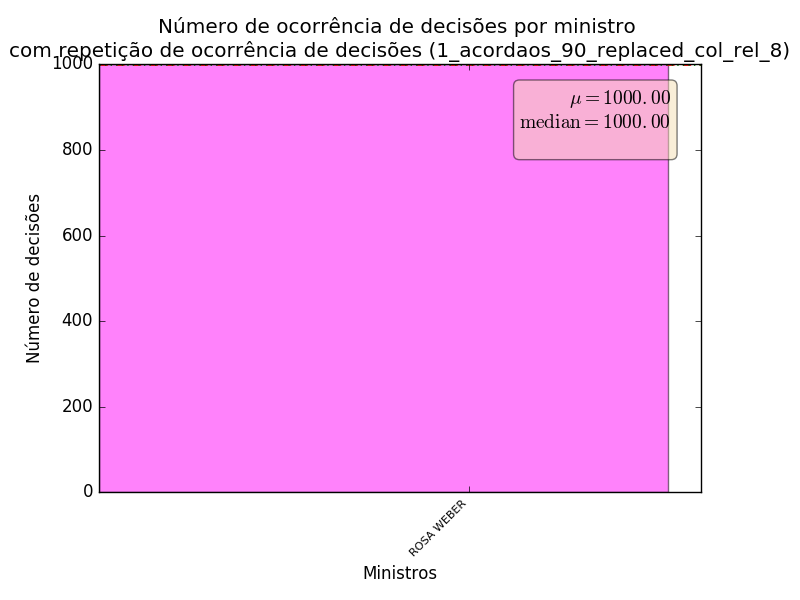 Número de ocorrência de decisões por ministro
com repetição de ocorrência de decisões (1_acordaos_90_replaced_col_rel_8)
1000
800
600
400
200
0
μ = 1000.00
median = 1000.00
Número de decisões
ROSA WEBER
Ministros